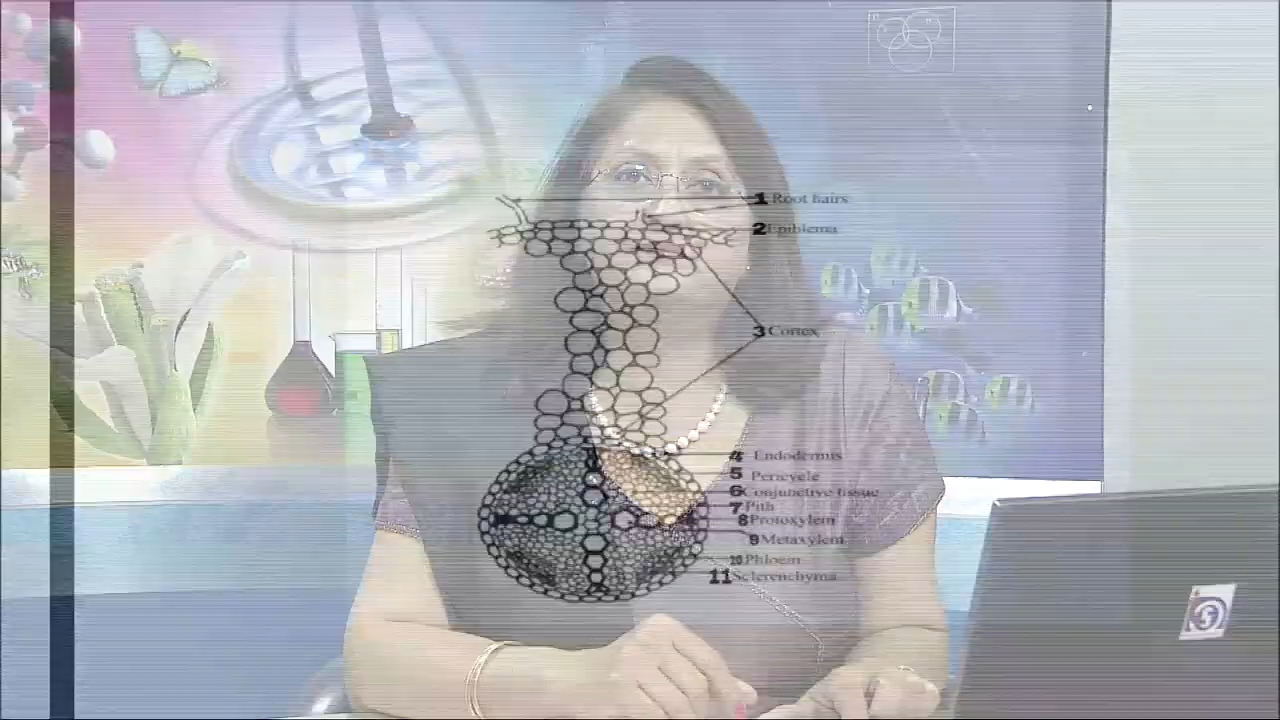 1 Root hairs
2 Epiblema
3 Cortex
4 Endodermis
5 Pericycle
6 Conjunctive tissue
7 Pith
8 Protoxylem
9 Metaxylem
10 Phloem
11 Sclerenchyma